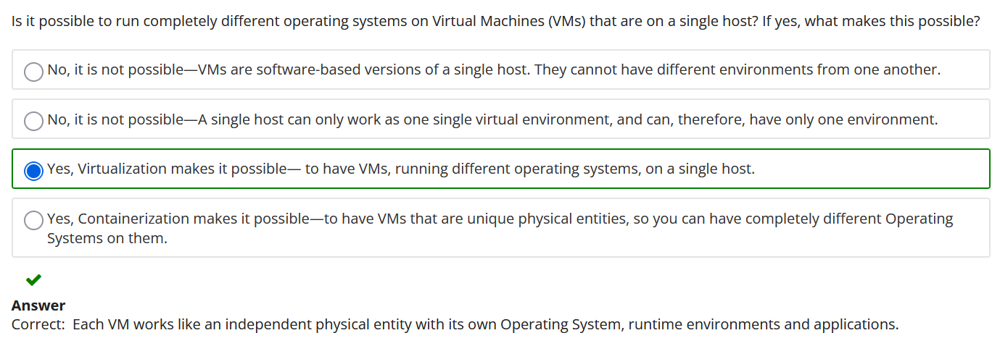 Is it possible to run completely different operating systems on Virtual Machines (VMs) that are on a single host? If yes, what makes this possible?
No, it is not possible—VMs are software-based versions of a single host. They cannot have different environments from one another.
No, it is not possible—A single host can only work as one single virtual environment, and can, therefore, have only one environment.
Yes, Virtualization makes it possible— to have VMs, running different operating systems, on a single host.
Yes, Containerization makes it possible—to have VMs that are unique physical entities, so you can have completely different Operating
Systems on them.
Answer
Correct:  Each VM works like an independent physical entity with its own Operating System, runtime environments and applications.